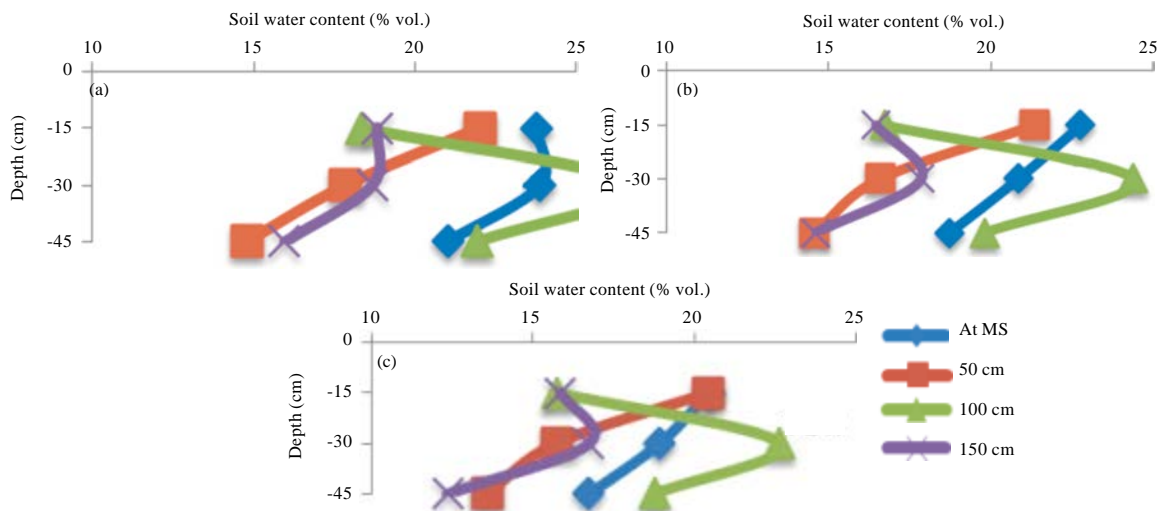 Soil water content (% vol.)
10 15 20 25
0
-15
-30
-45
Depth (cm)
(a)
Soil water content (% vol.)
10 15 20 25
0
-15
-30
-45
Depth (cm)
(b)
Soil water content (% vol.)
10 15 20 25
0
-15
-30
-45
Depth (cm)
(c)
At MS
50 cm
100 cm
150 cm